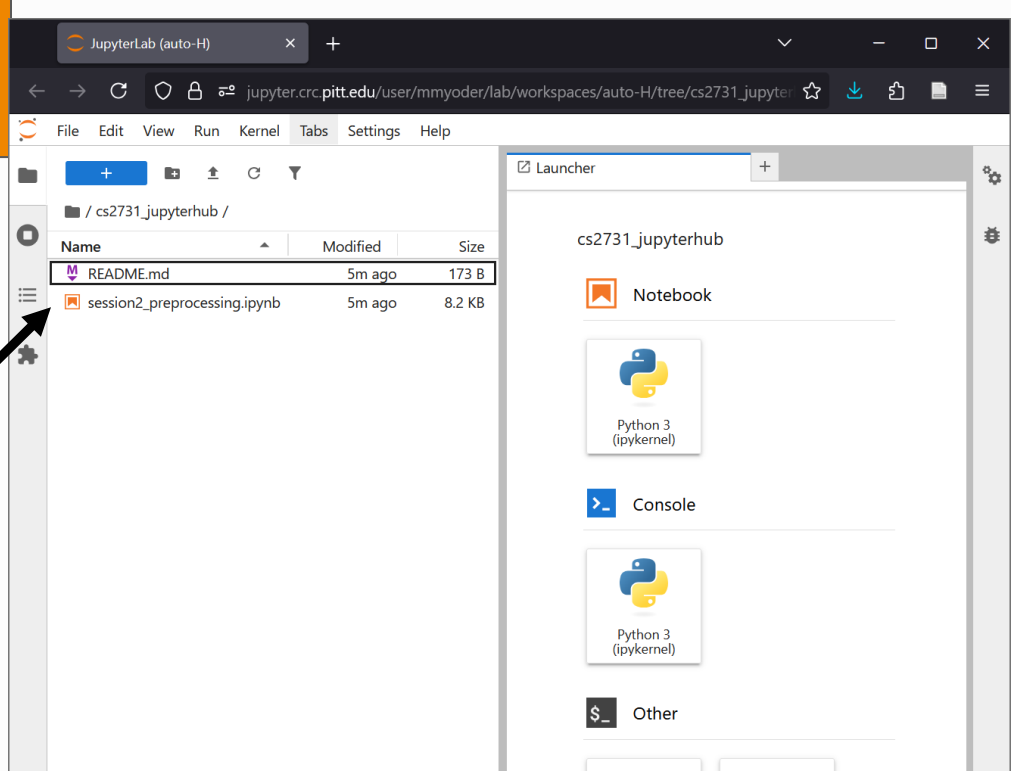 JupyterLab (auto-H)
jupyter.crc.pitt.edu/user/mmyoder/lab/workspaces/auto-H/tree/cs2731_jupyter
File Edit View Run Kernel Tabs Settings Help
Launcher
/ cs2731_jupyterhub /
Name Modified Size
M README.md 5m ago 173 B
session2_preprocessing.ipynb 5m ago 8.2 KB
cs2731_jupyterhub
Notebook
Python 3
(ipykernel)
>_ Console
Python 3
(ipykernel)
$_ Other